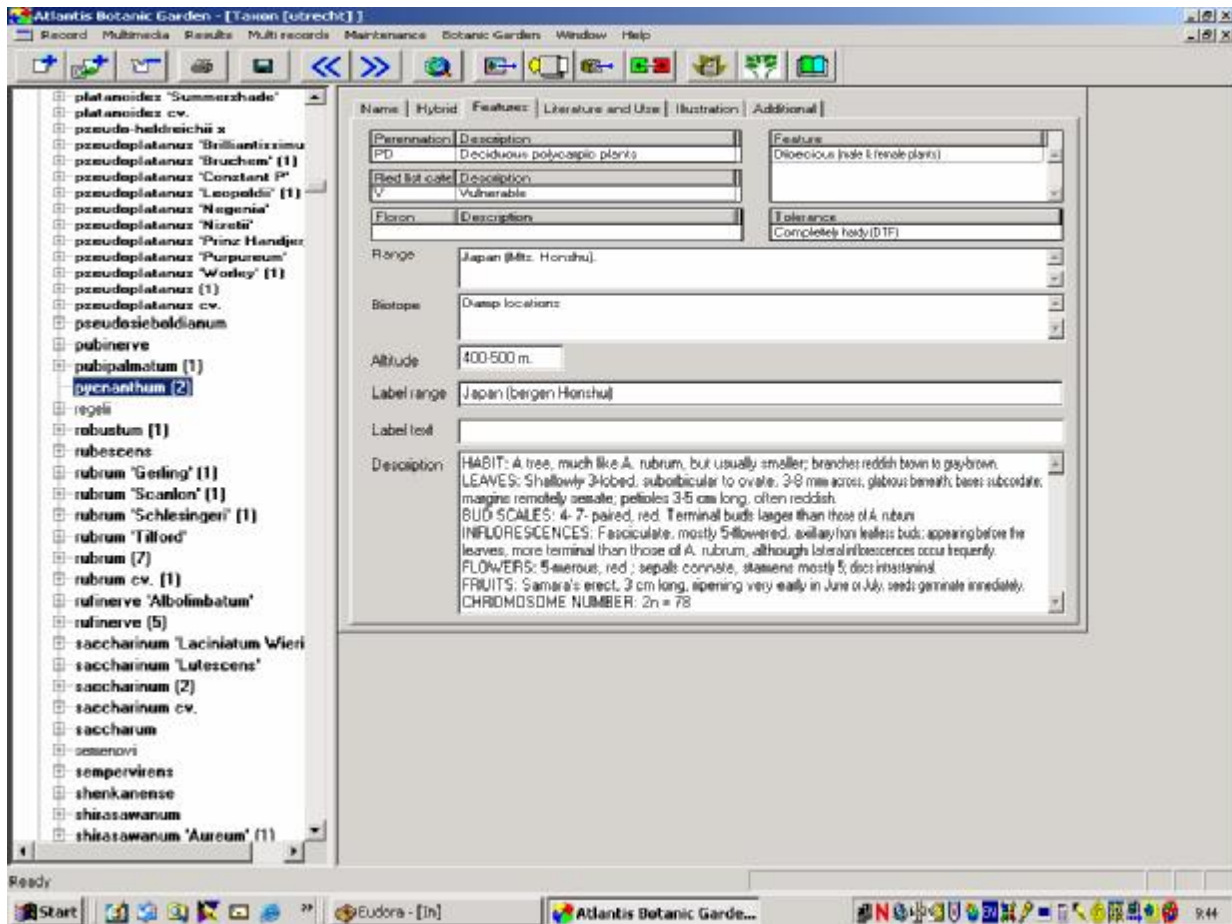 Atlantis Botanic Garden - [Taxon [utrecht] ]
Record Multimedia Results Multi records Maintenance Botanic Garden Window Help
platanoides 'Summershade'
platanoides cv.
pseudo-heldreichii x
pseudoplatanus 'Brilliantissimu
pseudoplatanus 'Bruchem' (1)
pseudoplatanus 'Constant P'
pseudoplatanus 'Leopoldii' (1)
pseudoplatanus 'Negenia'
pseudoplatanus 'Nizetii'
pseudoplatanus 'Prinz Handjer
pseudoplatanus 'Purpureum'
pseudoplatanus 'Worley' (1)
pseudoplatanus (1)
pseudoplatanus cv.
pseudosieboldianum
pubinerve
pubipalmatum (1)
pycnanthum (2)
regelii
robustum (1)
rubescens
rubrum 'Gerling' (1)
rubrum 'Scanlon' (1)
rubrum 'Schlesingeri' (1)
rubrum 'Tilford'
rubrum (7)
rubrum cv. (1)
rufinerve 'Albolimbatum'
rufinerve (5)
saccharinum 'Laciniatum Wieri
saccharinum 'Lutescens'
saccharinum (2)
saccharinum cv.
saccharum
semenovi
sempervirens
shenkanense
shirasawanum
shirasawanum 'Aureum' (1)
Name Hybrid Features Literature and Use Illustration Additional
Perennation Description
PD Deciduous polycarpic plants
Feature
Dioecious (male & female plants)
Red list cate Description
V Vulnerable
Floron Description
Tolerance
Completely hardy (DTF)
Range Japan (Mts. Honshu).
Biotope Damp locations
Altitude 400-500 m.
Label range Japan (bergen Honshu)
Label text
Description HABIT: A tree, much like A. rubrum, but usually smaller; branches reddish brown to gray-brown.
LEAVES: Shallowly 3-lobed, suborbicular to ovate, 3-8 mm across, glabrous beneath; bases subcordate;
margins remotely serrate; petioles 3-5 cm long, often reddish.
BUD SCALES: 4- 7- paired, red. Terminal buds larger than those of A. rubrum
INFLORESCENCES: Fasciculate, mostly 5-flowered, axillary from leafless buds; appearing before the
leaves, more terminal than those of A. rubrum, although lateral inflorescences occur frequently.
FLOWERS: 5-merous, red ; sepals connate, stamens mostly 5; discs intrastaminal.
FRUITS: Samara's erect, 3 cm long, ripening very early in June or July, seeds germinate immediately.
CHROMOSOME NUMBER: 2n = 78
Ready
Start Eudora - [In] Atlantis Botanic Garde... 9:44